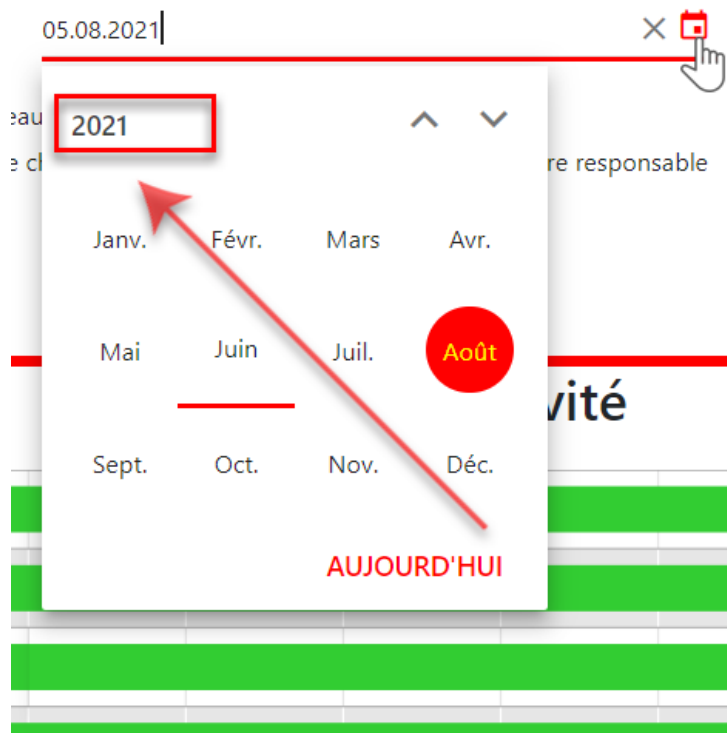 05.08.2021
eau
2021
re responsable
Janv. Févr. Mars Avr.
Mai Juin Juil. Août
vité
Sept. Oct. Nov. Déc.
AUJOURD'HUI